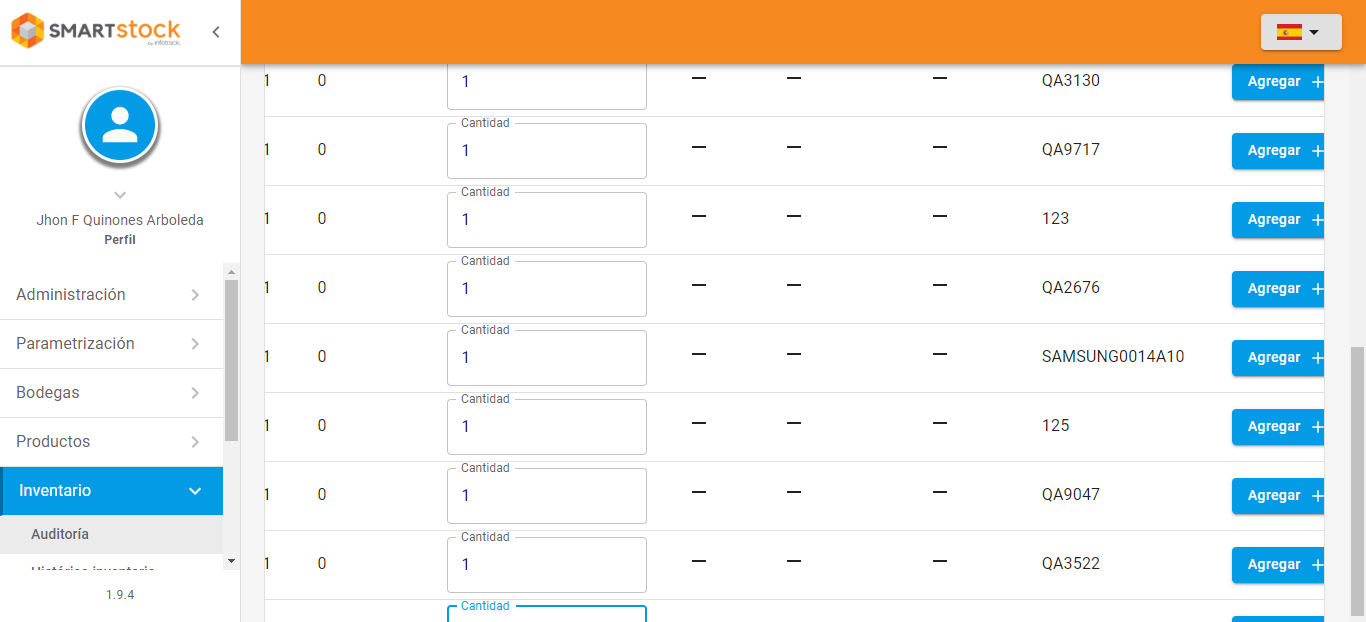 SMARTstock
by infotrack
Jhon F Quinones Arboleda
Perfil
Administración
Parametrización
Bodegas
Productos
Inventario
Auditoría
Histórico inventario
1.9.4
1 0 1 — — — QA3130 Agregar +
Cantidad
1 0 1 — — — QA9717 Agregar +
Cantidad
1 0 1 — — — 123 Agregar +
Cantidad
1 0 1 — — — QA2676 Agregar +
Cantidad
1 0 1 — — — SAMSUNG0014A10 Agregar +
Cantidad
1 0 1 — — — 125 Agregar +
Cantidad
1 0 1 — — — QA9047 Agregar +
Cantidad
1 0 1 — — — QA3522 Agregar +
Cantidad